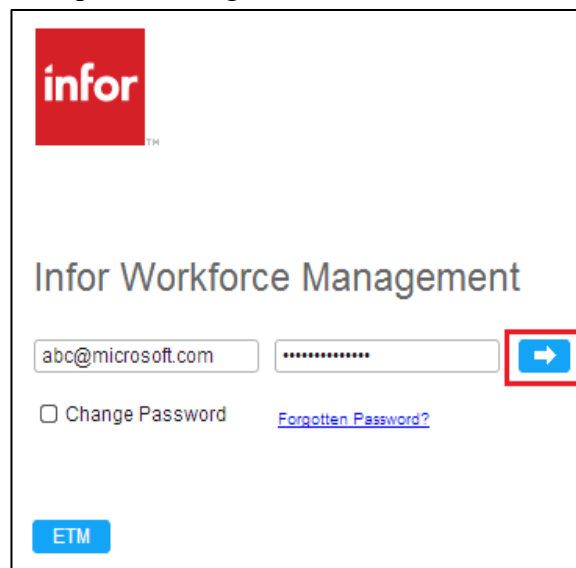 infor
TM
Infor Workforce Management
abc@microsoft.com ••••••••••••••
Change Password Forgotten Password?
ETM